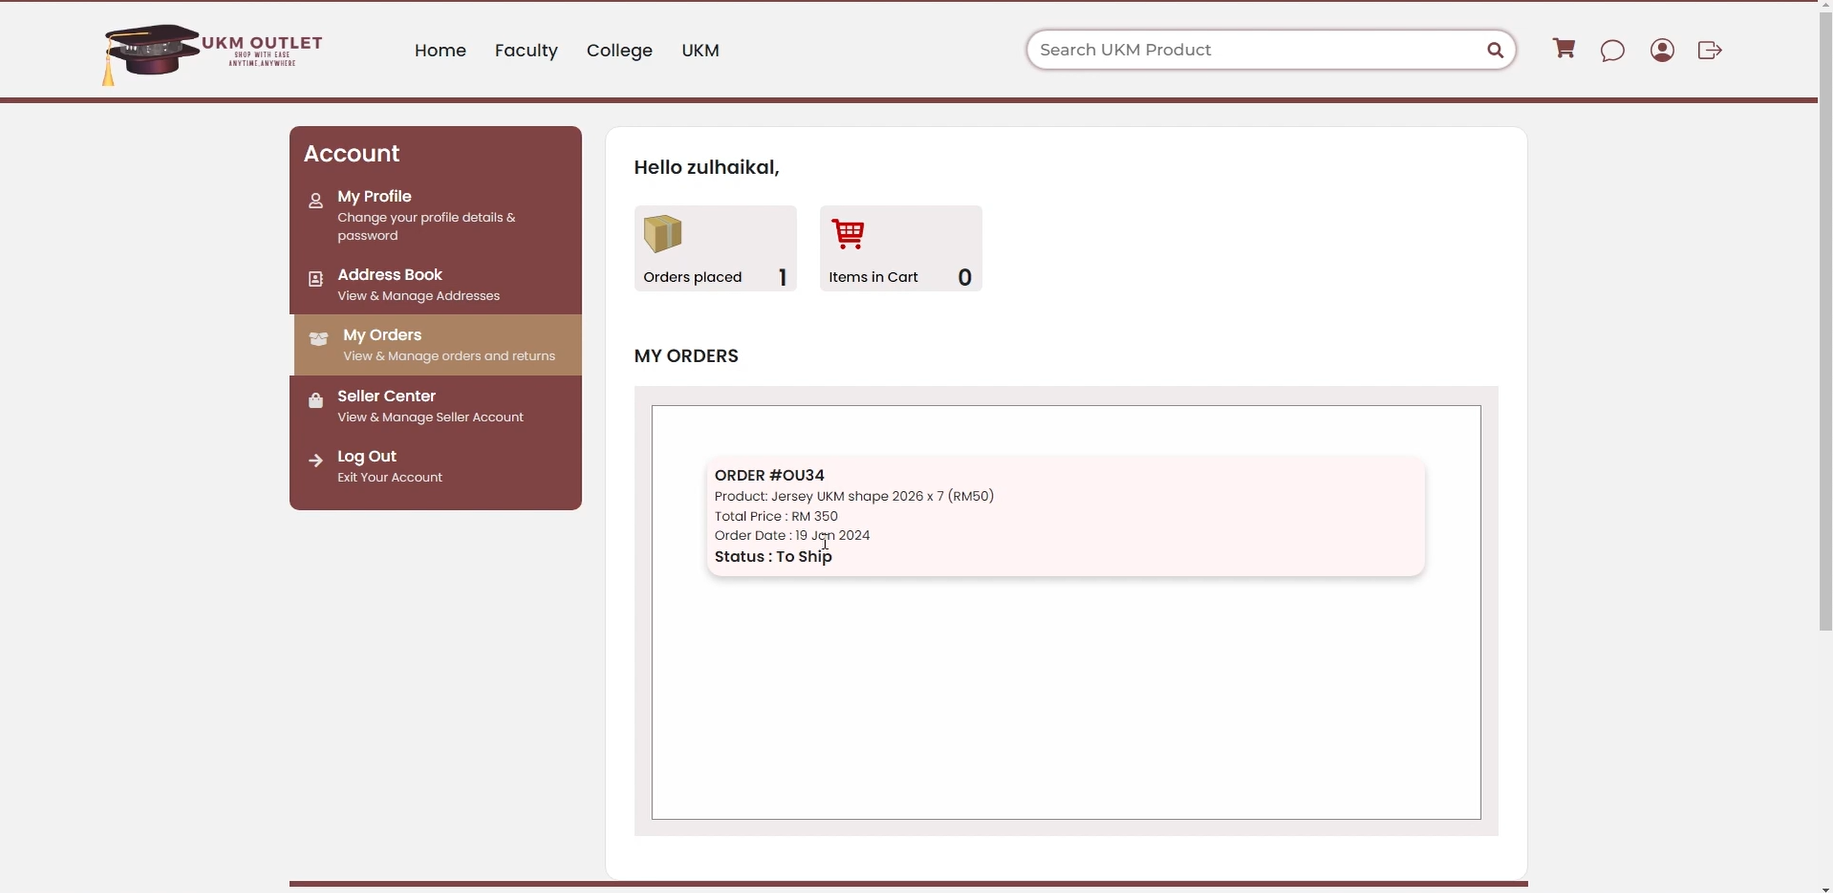 UKM OUTLET
SHOP WITH EASE
ANYTIME,ANYWHERE
Home Faculty College UKM
Search UKM Product
Account
My Profile
Change your profile details &
password
Address Book
View & Manage Addresses
My Orders
View & Manage orders and returns
Seller Center
View & Manage Seller Account
Log Out
Exit Your Account
Hello zulhaikal,
Orders placed 1
Items in Cart 0
MY ORDERS
ORDER #OU34
Product: Jersey UKM shape 2026 x 7 (RM50)
Total Price : RM 350
Order Date : 19 Jan 2024
Status : To Ship